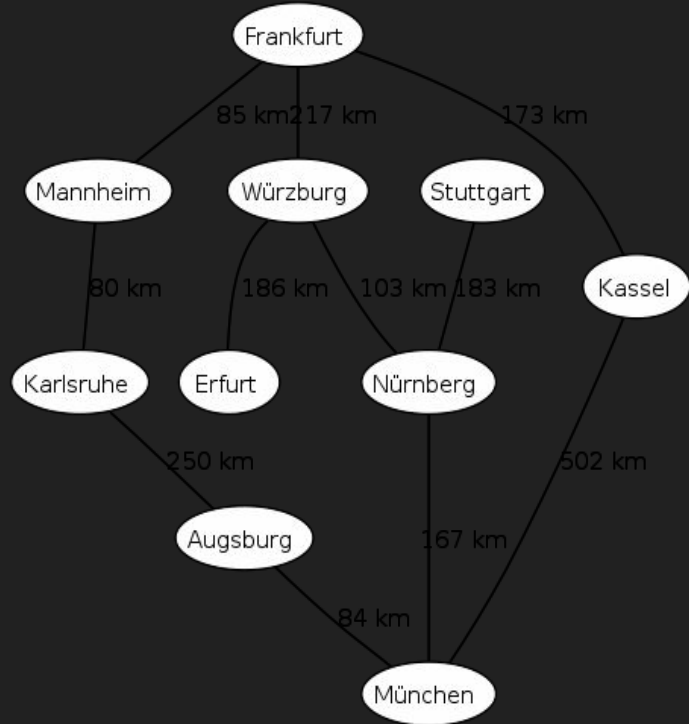 Frankfurt
85 km
217 km
173 km
Mannheim
Würzburg
Stuttgart
80 km
186 km
103 km
183 km
Kassel
Karlsruhe
Erfurt
Nürnberg
250 km
502 km
Augsburg
167 km
84 km
München